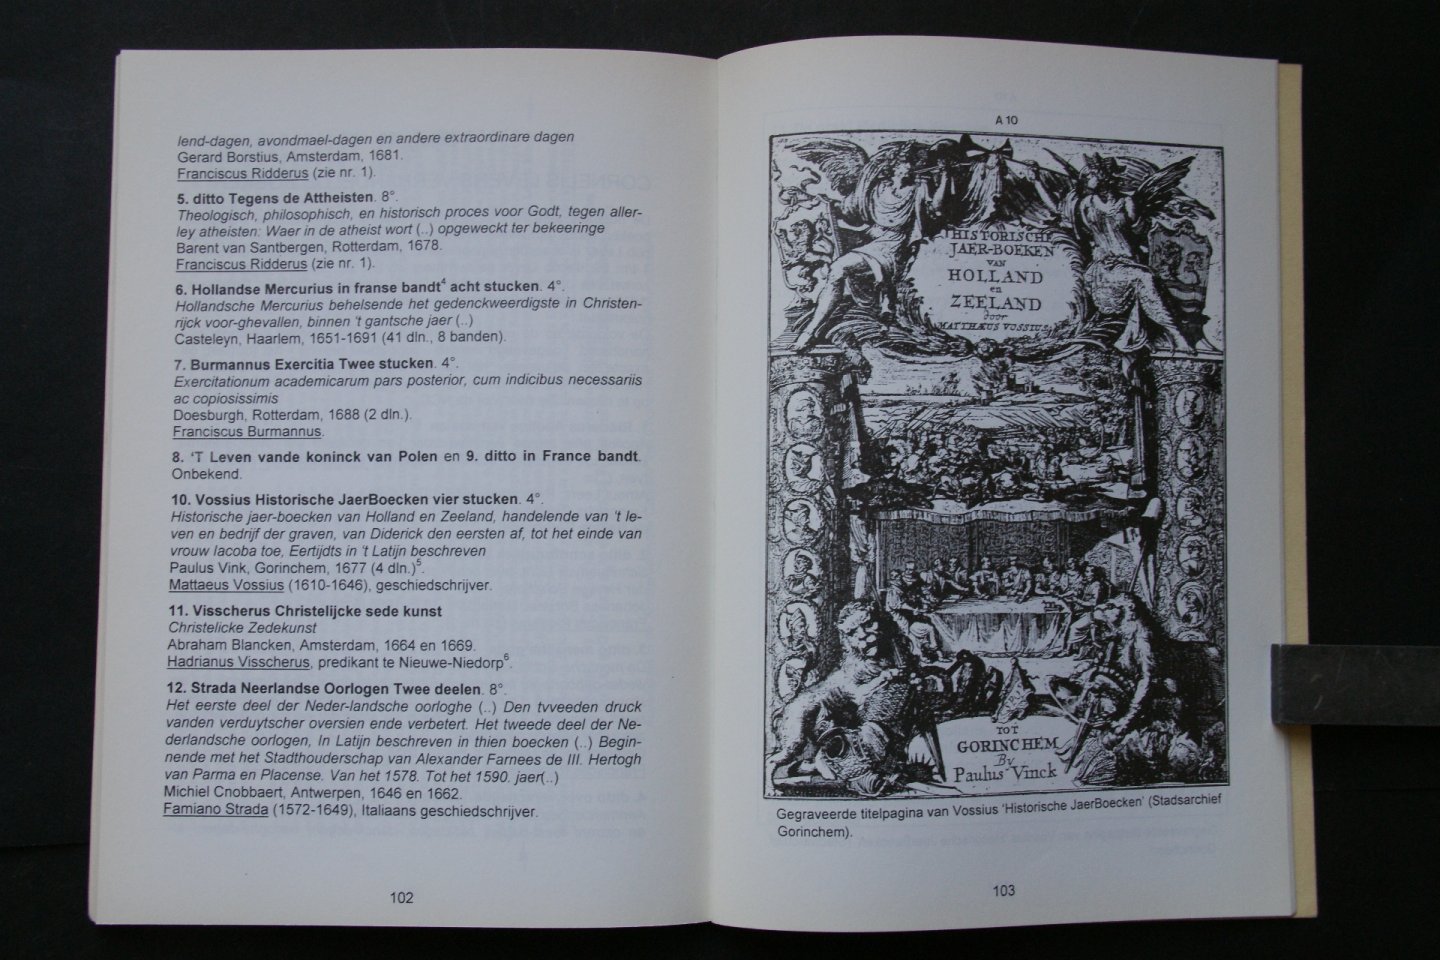 lend-dagen, avondmael-dagen en andere extraordinare dagen
Gerard Borstius, Amsterdam, 1681.
Franciscus Ridderus (zie nr. 1).
5. ditto Tegens de Attheisten. 8°.
Theologisch, philosophisch, en historisch proces voor Godt, tegen aller-
ley atheisten: Waer in de atheist wort (..) opgeweckt ter bekeeringe
Barent van Santbergen, Rotterdam, 1678.
Franciscus Ridderus (zie nr. 1).
6. Hollandse Mercurius in franse bandt⁴ acht stucken. 4°.
Hollandsche Mercurius behelsende het gedenckweerdigste in Christen-
rijck voor-ghevallen, binnen 't gantsche jaer (..)
Casteleyn, Haarlem, 1651-1691 (41 dln., 8 banden).
7. Burmannus Exercitia Twee stucken. 4°.
Exercitationum academicarum pars posterior, cum indicibus necessariis
ac copiosissimis
Doesburgh, Rotterdam, 1688 (2 dln.).
Franciscus Burmannus.
8. 'T Leven vande koninck van Polen en 9. ditto in France bandt.
Onbekend.
10. Vossius Historische JaerBoecken vier stucken. 4°.
Historische jaer-boecken van Holland en Zeeland, handelende van 't le-
ven en bedrijf der graven, van Diderick den eersten af, tot het einde van
vrouw Iacoba toe, Eertijdts in 't Latijn beschreven
Paulus Vink, Gorinchem, 1677 (4 dln.)⁵.
Mattaeus Vossius (1610-1646), geschiedschrijver.
11. Visscherus Christelijcke sede kunst
Christelicke Zedekunst
Abraham Blancken, Amsterdam, 1664 en 1669.
Hadrianus Visscherus, predikant te Nieuwe-Niedorp⁶.
12. Strada Neerlandse Oorlogen Twee deelen. 8°.
Het eerste deel der Neder-landsche oorloghe (..) Den tvveeden druck
vanden verduytscher oversien ende verbetert. Het tweede deel der Ne-
derlandsche oorlogen, In Latijn beschreven in thien boecken (..) Begin-
nende met het Stadthouderschap van Alexander Farnees de III. Hertogh
van Parma en Placense. Van het 1578. Tot het 1590. jaer(..)
Michiel Cnobbaert, Antwerpen, 1646 en 1662.
Famiano Strada (1572-1649), Italiaans geschiedschrijver.
102
A 10
HISTORISCHE
JAER-BOEKEN
VAN
HOLLAND
en
ZEELAND
door
MATTHÆUS VOSSIUS
TOT
GORINCHEM
By
Paulus Vinck
Gegraveerde titelpagina van Vossius 'Historische JaerBoecken' (Stadsarchief
Gorinchem).
103